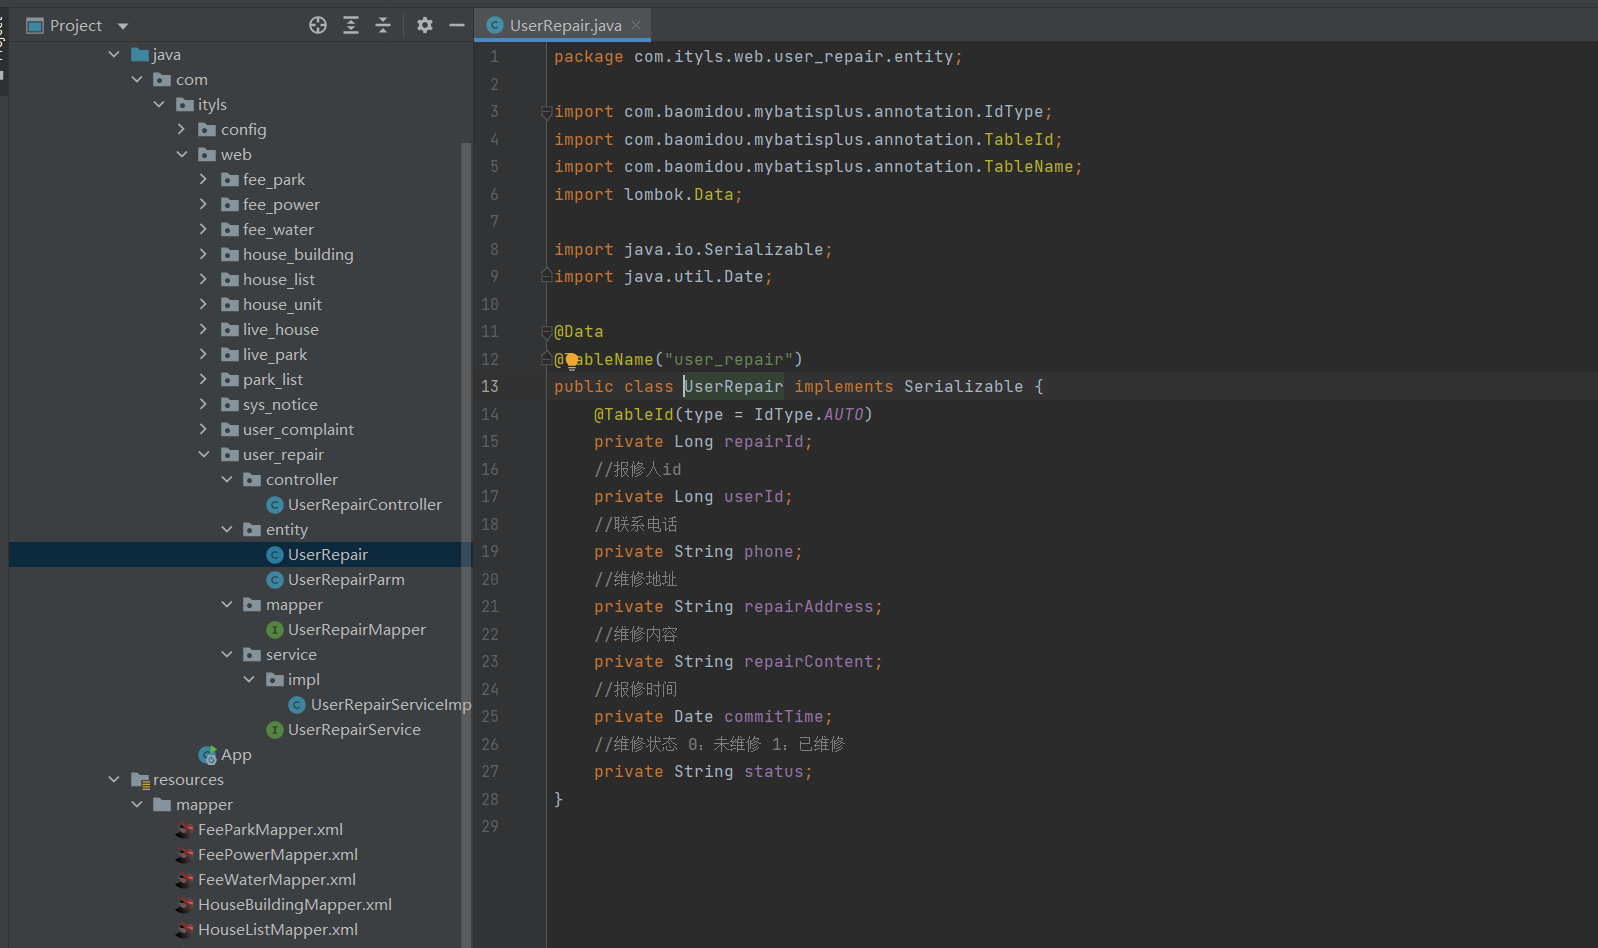 Project
java
com
ityls
config
web
fee_park
fee_power
fee_water
house_building
house_list
house_unit
live_house
live_park
park_list
sys_notice
user_complaint
user_repair
controller
UserRepairController
entity
UserRepair
UserRepairParm
mapper
UserRepairMapper
service
impl
UserRepairServiceImp
UserRepairService
App
resources
mapper
FeeParkMapper.xml
FeePowerMapper.xml
FeeWaterMapper.xml
HouseBuildingMapper.xml
HouseListMapper.xml
UserRepair.java
1 package com.ityls.web.user_repair.entity;
2
3 import com.baomidou.mybatisplus.annotation.IdType;
4 import com.baomidou.mybatisplus.annotation.TableId;
5 import com.baomidou.mybatisplus.annotation.TableName;
6 import lombok.Data;
7
8 import java.io.Serializable;
9 import java.util.Date;
10
11 @Data
12 @TableName("user_repair")
13 public class UserRepair implements Serializable {
14 @TableId(type = IdType.AUTO)
15 private Long repairId;
16 //报修人id
17 private Long userId;
18 //联系电话
19 private String phone;
20 //维修地址
21 private String repairAddress;
22 //维修内容
23 private String repairContent;
24 //报修时间
25 private Date commitTime;
26 //维修状态 0：未维修 1：已维修
27 private String status;
28 }
29